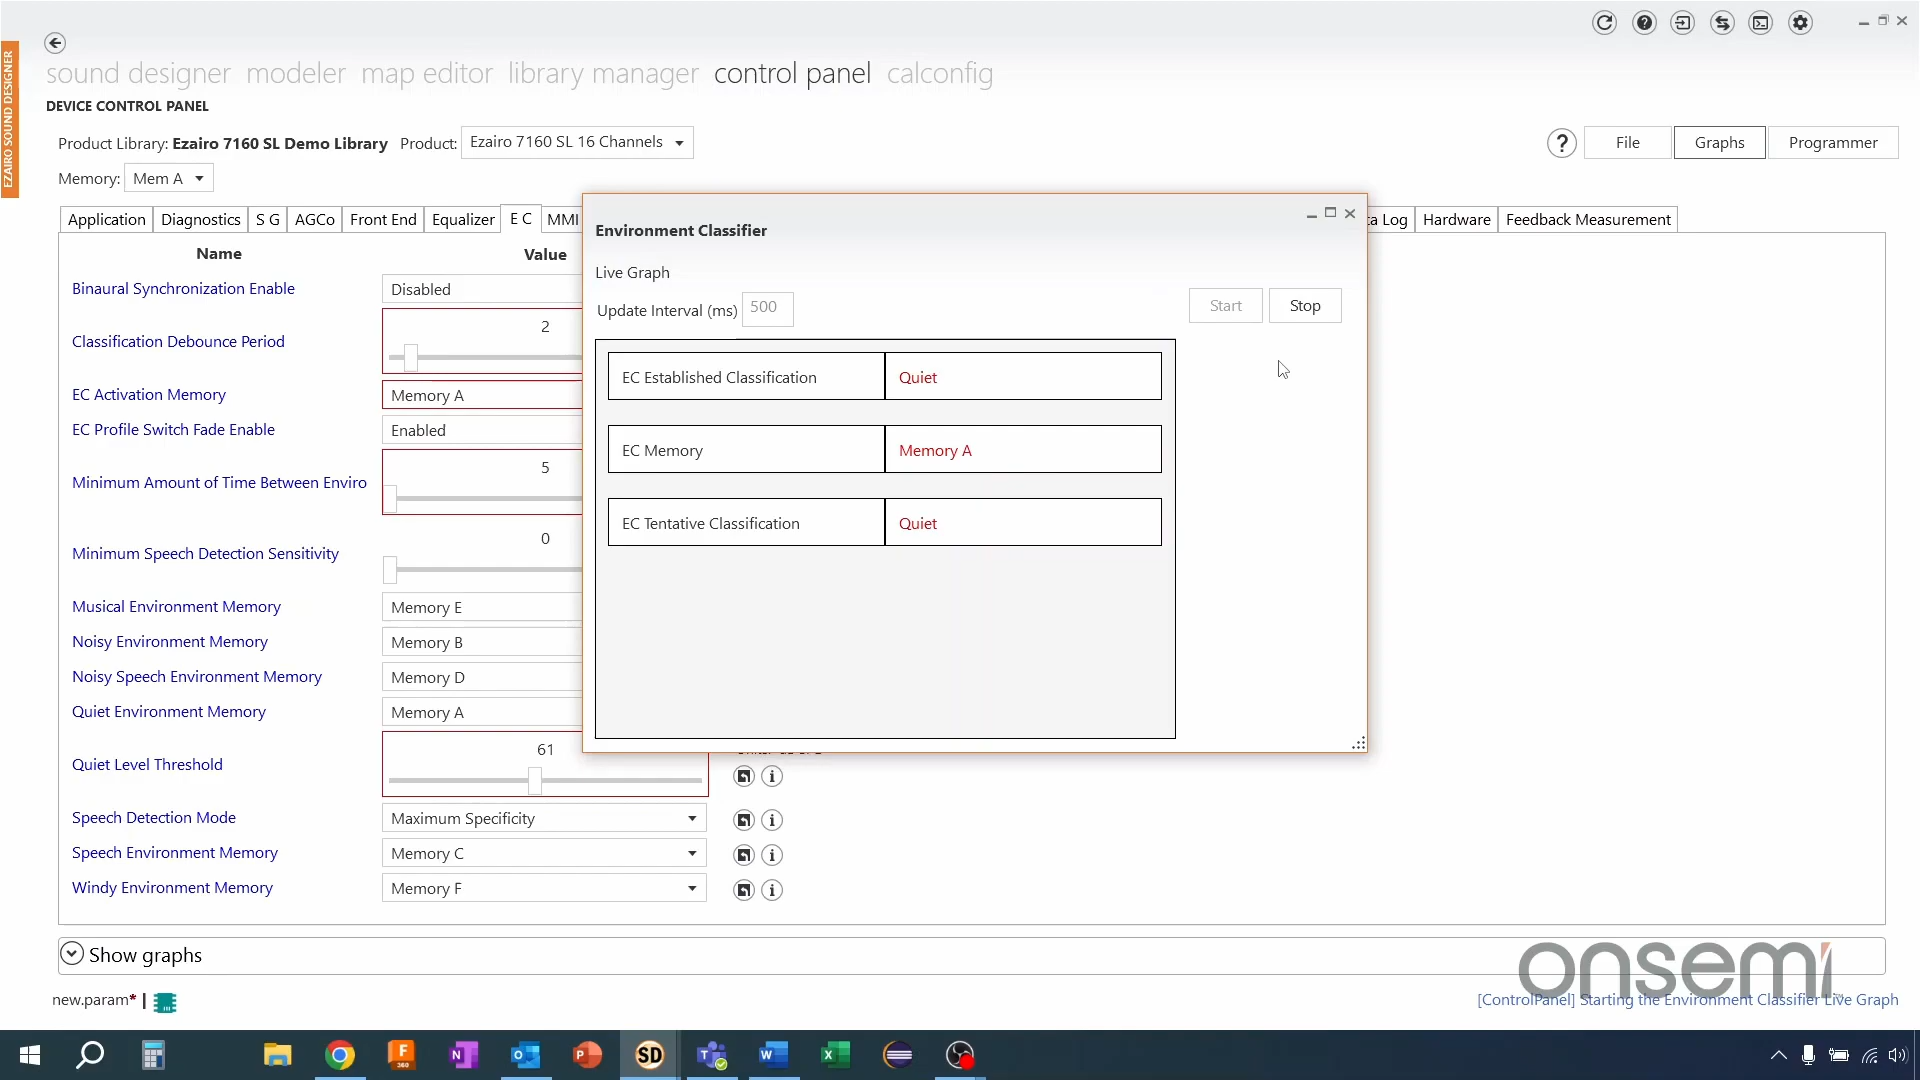 EZAIRO SOUND DESIGNER
sound designer modeler map editor library manager control panel calconfig
DEVICE CONTROL PANEL
Product Library: Ezairo 7160 SL Demo Library Product: Ezairo 7160 SL 16 Channels
? File Graphs Programmer
Memory: Mem A
Application Diagnostics S G AGCo Front End Equalizer E C MMI
Log Hardware Feedback Measurement
Name Value
Binaural Synchronization Enable Disabled
Classification Debounce Period 2
EC Activation Memory Memory A
EC Profile Switch Fade Enable Enabled
Minimum Amount of Time Between Enviro 5
Minimum Speech Detection Sensitivity 0
Musical Environment Memory Memory E
Noisy Environment Memory Memory B
Noisy Speech Environment Memory Memory D
Quiet Environment Memory Memory A
Quiet Level Threshold 61
Speech Detection Mode Maximum Specificity
Speech Environment Memory Memory C
Windy Environment Memory Memory F
Environment Classifier
Live Graph
Update Interval (ms) 500
Start Stop
EC Established Classification Quiet
EC Memory Memory A
EC Tentative Classification Quiet
Show graphs
onsemi
new.param* |
[ControlPanel] Starting the Environment Classifier Live Graph
F
360
N
O
P
SD
T
W
X